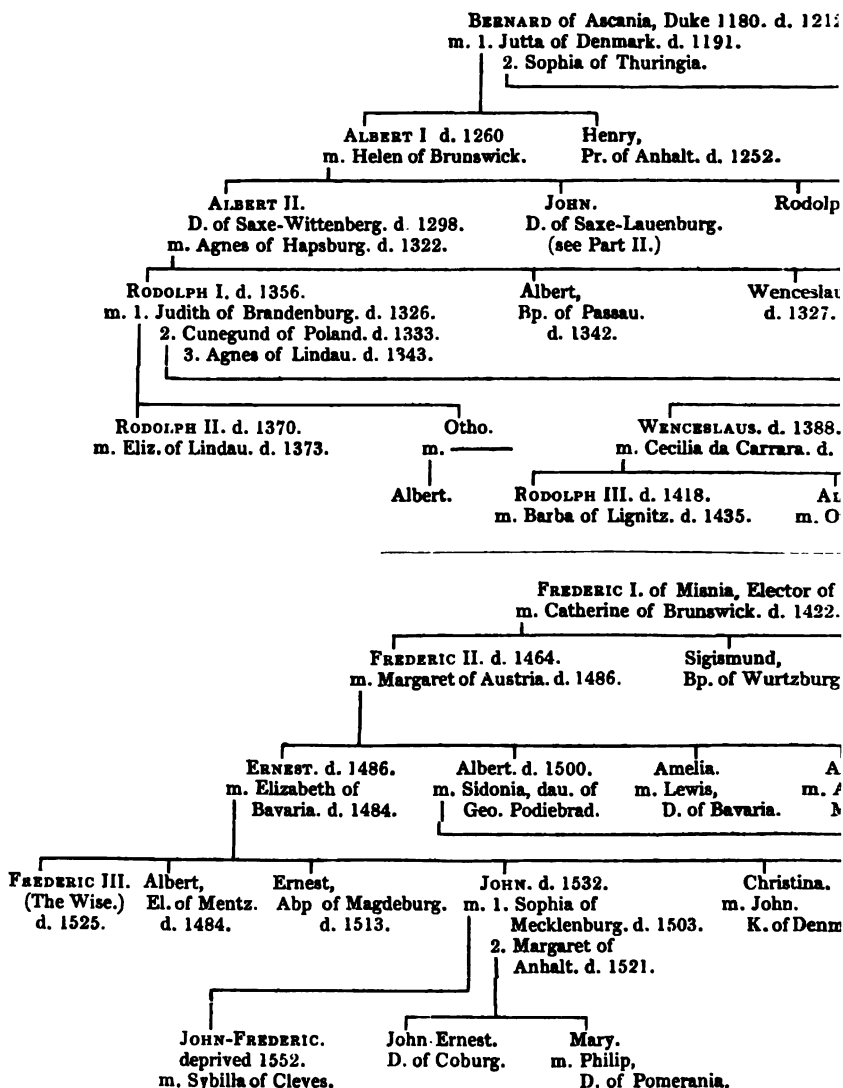 BERNARD of Ascania, Duke 1180. d. 121
m. 1. Jutta of Denmark. d. 1191.
2. Sophia of Thuringia.
ALBERT I d. 1260
m. Helen of Brunswick.
Henry,
Pr. of Anhalt. d. 1252.
ALBERT II.
D. of Saxe-Wittenberg. d. 1298.
m. Agnes of Hapsburg. d. 1322.
JOHN.
D. of Saxe-Lauenburg.
(see Part II.)
Rodolp
RODOLPH I. d. 1356.
m. 1. Judith of Brandenburg. d. 1326.
2. Cunegund of Poland. d. 1333.
3. Agnes of Lindau. d. 1343.
Albert,
Bp. of Passau.
d. 1342.
Wenceslau
d. 1327.
RODOLPH II. d. 1370.
m. Eliz. of Lindau. d. 1373.
Otho.
m.
Albert.
WENCESLAUS. d. 1388.
m. Cecilia da Carrara. d.
RODOLPH III. d. 1418.
m. Barba of Lignitz. d. 1435.
AL
m. O
FREDERIC I. of Misnia, Elector of
m. Catherine of Brunswick. d. 1422.
FREDERIC II. d. 1464.
m. Margaret of Austria. d. 1486.
Sigismund,
Bp. of Wurtzburg
ERNEST. d. 1486.
m. Elizabeth of
Bavaria. d. 1484.
Albert. d. 1500.
m. Sidonia, dau. of
Geo. Podiebrad.
Amelia.
m. Lewis,
D. of Bavaria.
A
m. A
M
FREDERIC III.
(The Wise.)
d. 1525.
Albert,
El. of Mentz.
d. 1484.
Ernest,
Abp of Magdeburg.
d. 1513.
JOHN. d. 1532.
m. 1. Sophia of
Mecklenburg. d. 1503.
2. Margaret of
Anhalt. d. 1521.
Christina.
m. John.
K. of Denm
JOHN-FREDERIC.
deprived 1552.
m. Sybilla of Cleves.
John Ernest.
D. of Coburg.
Mary.
m. Philip,
D. of Pomerania.